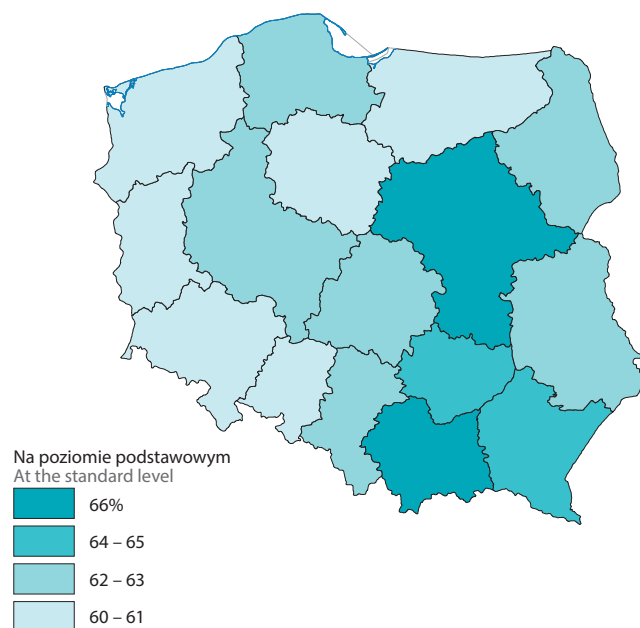 Na poziomie podstawowym
At the standard level
66%
64 – 65
62 – 63
60 – 61